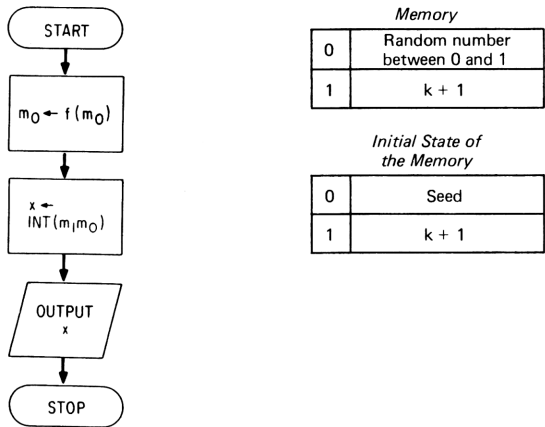 START
m0 ← f(m0)
x ←
INT(m1m0)
OUTPUT
x
STOP
Memory
0 Random number
between 0 and 1
1 k + 1
Initial State of
the Memory
0 Seed
1 k + 1